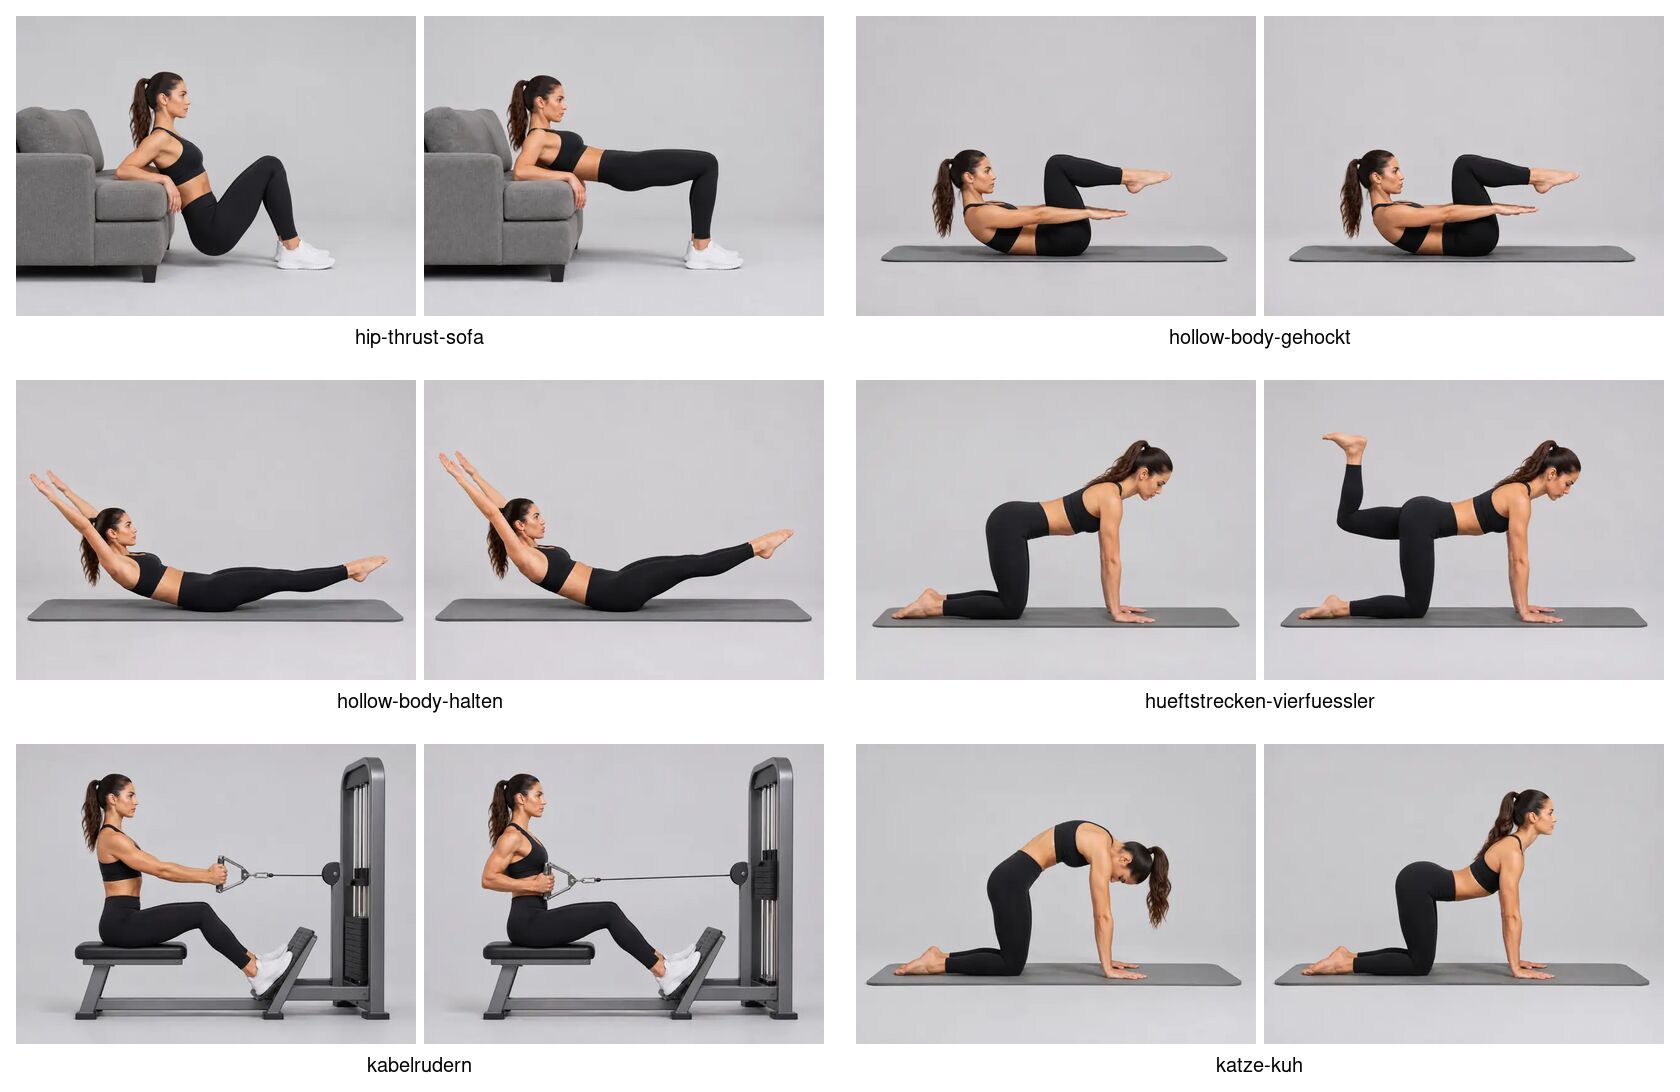 hip-thrust-sofa
hollow-body-gehockt
hollow-body-halten
hueftstrecken-vierfuessler
kabelrudern
katze-kuh